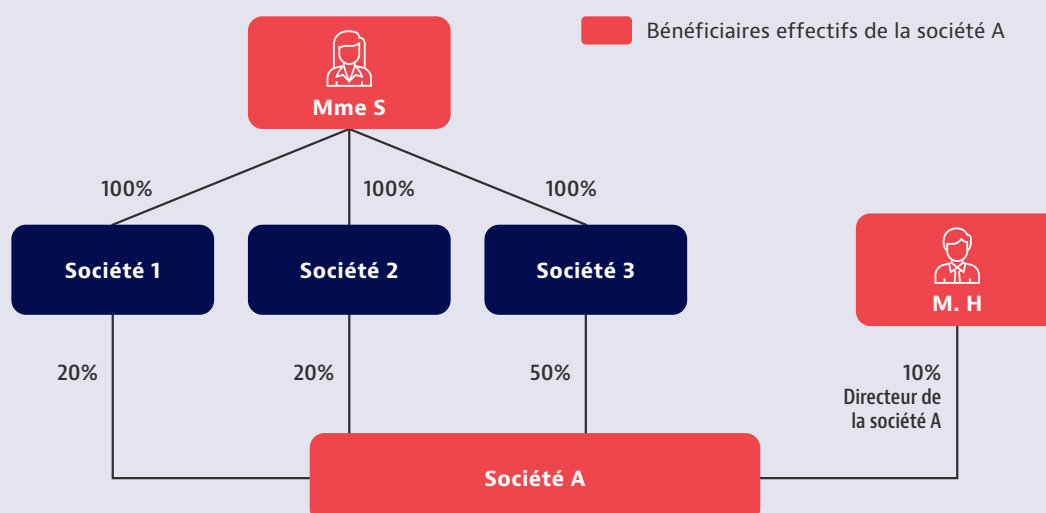 Bénéficiaires effectifs de la société A
Mme S
100%
100%
100%
Société 1
Société 2
Société 3
M. H
20%
20%
50%
10%
Directeur de
la société A
Société A